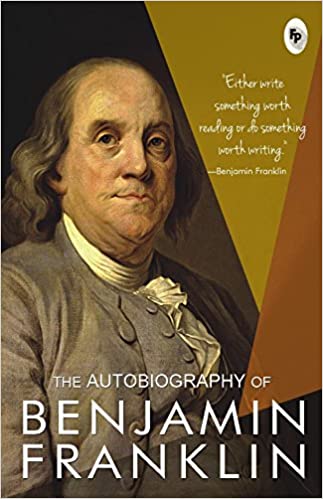 FP
"Either write
something worth
reading or do something
worth writing."
—Benjamin Franklin
THE AUTOBIOGRAPHY OF
BENJAMIN
FRANKLIN